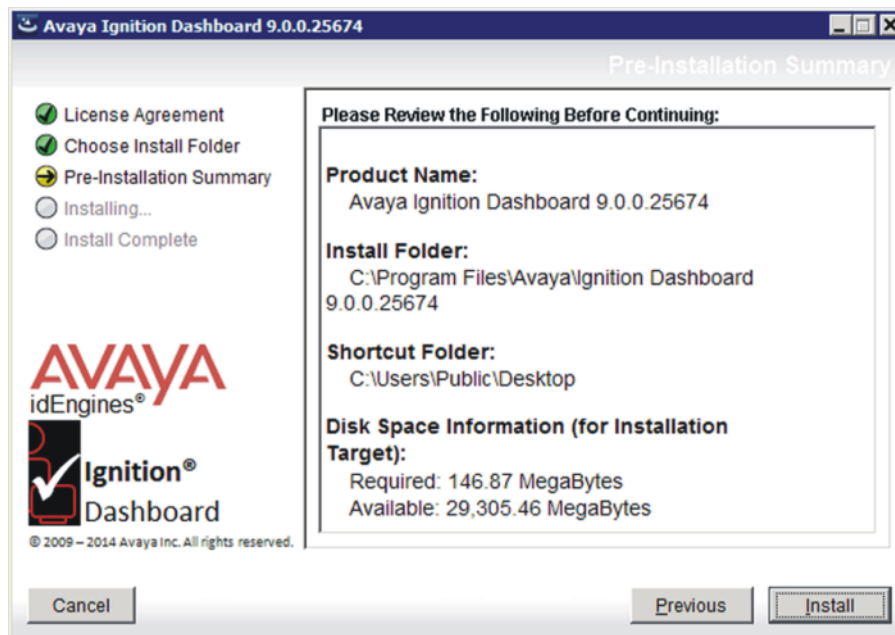 Avaya Ignition Dashboard 9.0.0.25674
Pre-Installation Summary
License Agreement
Choose Install Folder
Pre-Installation Summary
Installing...
Install Complete
AVAYA
idEngines®
Ignition®
Dashboard
© 2009 – 2014 Avaya Inc. All rights reserved.
Please Review the Following Before Continuing:
Product Name:
Avaya Ignition Dashboard 9.0.0.25674
Install Folder:
C:\Program Files\Avaya\Ignition Dashboard
9.0.0.25674
Shortcut Folder:
C:\Users\Public\Desktop
Disk Space Information (for Installation
Target):
Required: 146.87 MegaBytes
Available: 29,305.46 MegaBytes
Cancel
Previous
Install